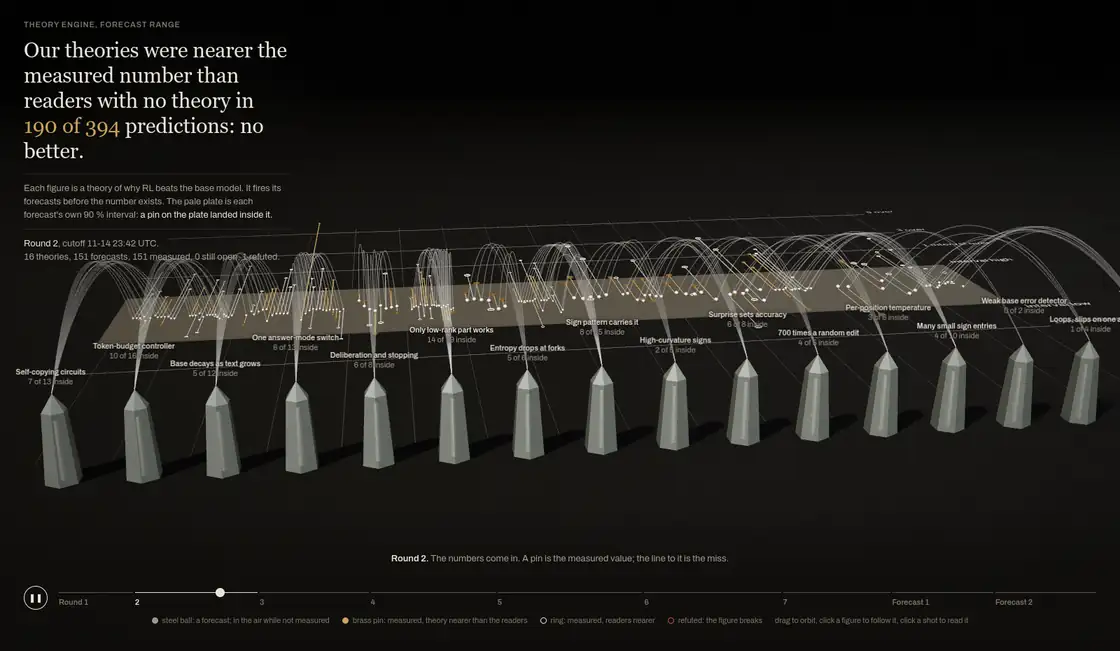 THEORY ENGINE, FORECAST RANGE
Our theories were nearer the
measured number than
readers with no theory in
190 of 394 predictions: no
better.
Each figure is a theory of why RL beats the base model. It fires its
forecasts before the number exists. The pale plate is each
forecast's own 90 % interval: a pin on the plate landed inside it.
Round 2, cutoff 11-14 23:42 UTC.
16 theories, 151 forecasts, 151 measured, 0 still open, 1 refuted.
Weak base error detector
0 of 2 inside
Per-position temperature
3 of 8 inside
Surprise sets accuracy
6 of 8 inside
Loops, slips on one
1 of 4 inside
Sign pattern carries it
8 of 15 inside
Many small sign entries
4 of 10 inside
Only low-rank part works
14 of 19 inside
700 times a random edit
4 of 5 inside
One answer-mode switch
6 of 13 inside
High-curvature signs
2 of 5 inside
Token-budget controller
10 of 16 inside
Entropy drops at forks
5 of 6 inside
Deliberation and stopping
6 of 8 inside
Base decays as text grows
5 of 12 inside
Self-copying circuits
7 of 13 inside
Round 2. The numbers come in. A pin is the measured value; the line to it is the miss.
Round 1 2 3 4 5 6 7 Forecast 1 Forecast 2
steel ball: a forecast; in the air while not measured brass pin: measured, theory nearer than the readers ring: measured, readers nearer refuted: the figure breaks drag to orbit, click a figure to follow it, click a shot to read it